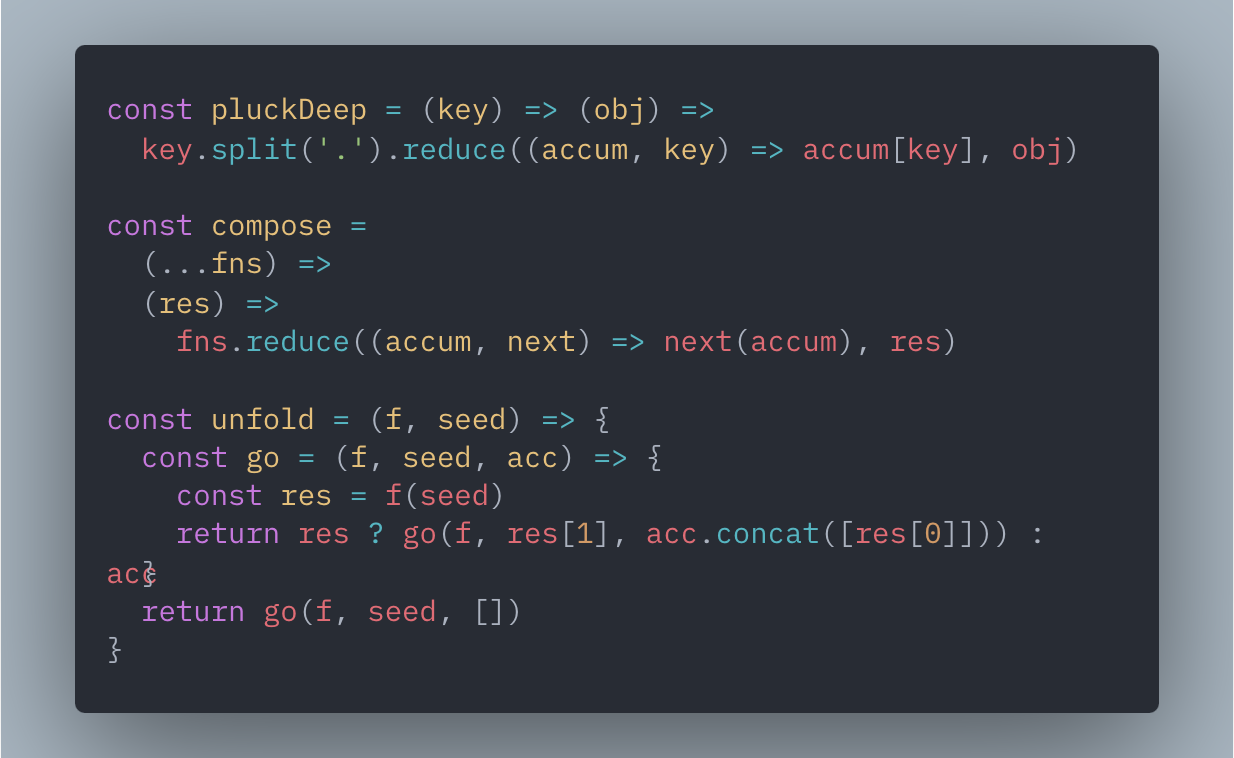 const pluckDeep = (key) => (obj) =>
  key.split('.').reduce((accum, key) => accum[key], obj)

const compose =
  (...fns) =>
  (res) =>
    fns.reduce((accum, next) => next(accum), res)

const unfold = (f, seed) => {
  const go = (f, seed, acc) => {
    const res = f(seed)
    return res ? go(f, res[1], acc.concat([res[0]])) :
acc
  }
  return go(f, seed, [])
}